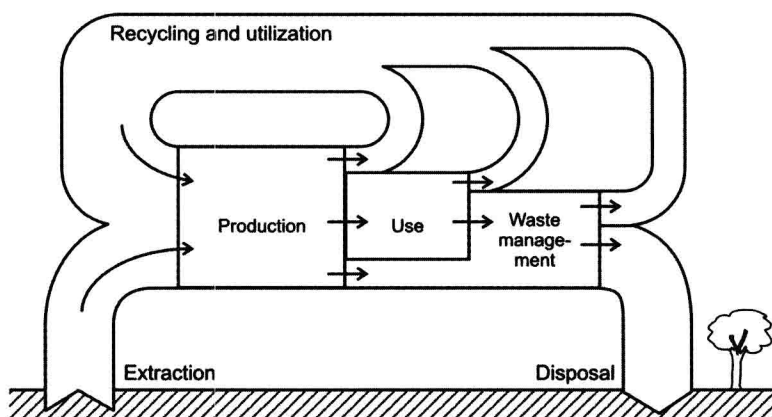 Recycling and utilization
Production
Use
Waste
manage-
ment
Extraction
Disposal